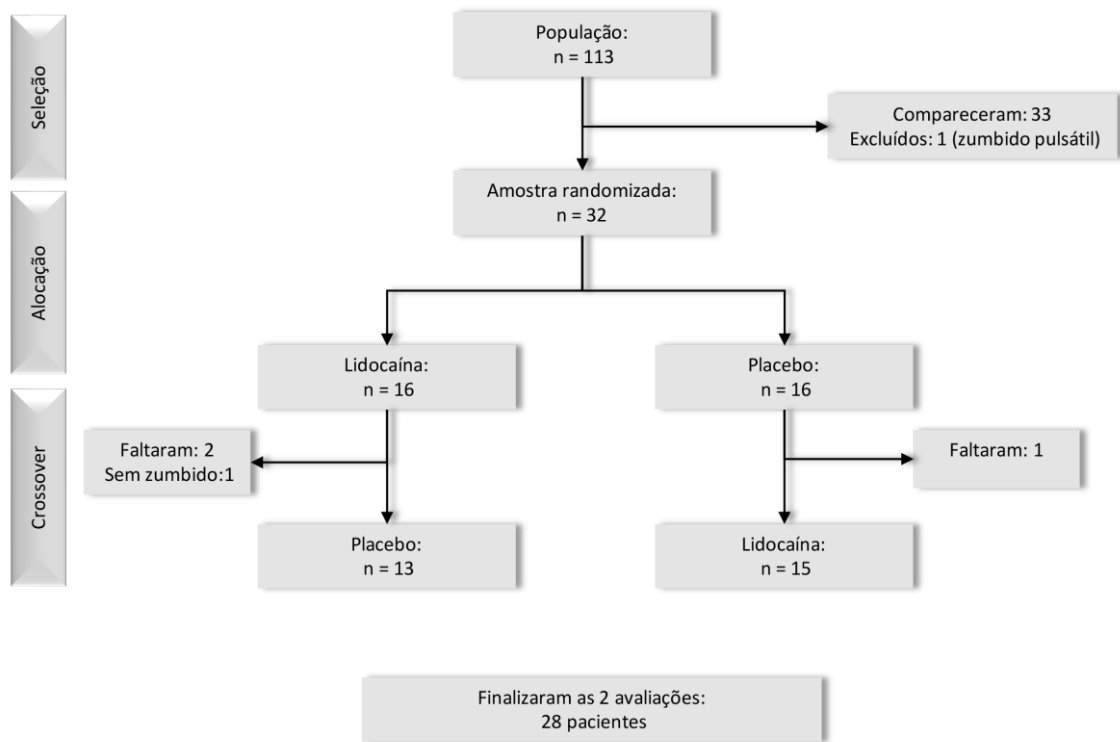 Seleção
População:
n = 113
Compareceram: 33
Excluídos: 1 (zumbido pulsátil)
Amostra randomizada:
n = 32
Alocação
Lidocaína:
n = 16
Placebo:
n = 16
Crossover
Faltaram: 2
Sem zumbido:1
Faltaram: 1
Placebo:
n = 13
Lidocaína:
n = 15
Finalizaram as 2 avaliações:
28 pacientes